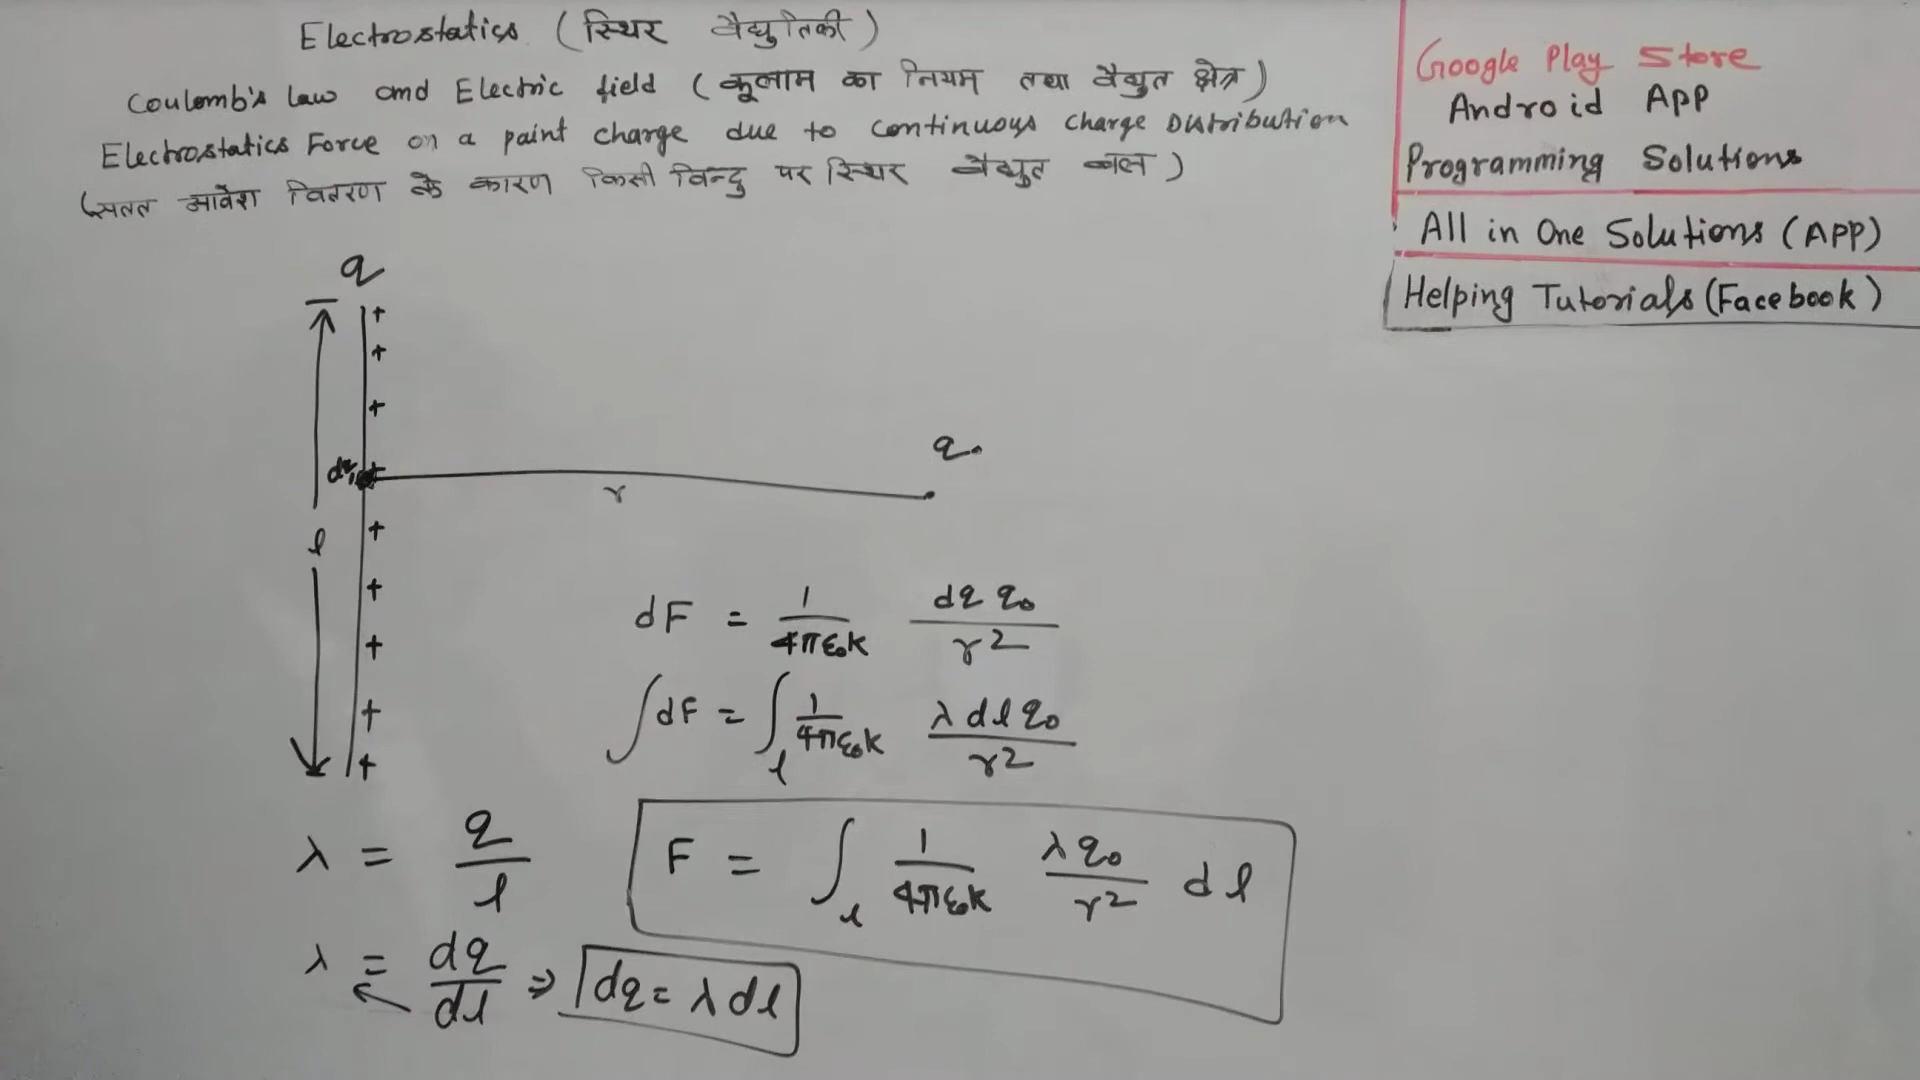 Electrostatics (स्थिर वैद्युतिकी)
Coulomb's law and Electric field (कूलाम का नियम तथा वैद्युत क्षेत्र)
Electrostatics Force on a paint charge due to continuous charge Distribution
(सतत आवेश वितरण के कारण किसी विन्दु पर स्थिर वैद्युत बल)
Google Play Store
Android App
Programming Solutions
All in One Solutions (APP)
Helping Tutorials (Facebook)
q
+
+
+
dq +
r
q₀
+
l
+
+
+
+
dF = 1/4πε₀k dq q₀/r²
∫dF = ∫l 1/4πε₀k λdl q₀/r²
F = ∫l 1/4πε₀k λq₀/r² dl
λ = q/l
λ = dq/dl ⇒ dq = λdl